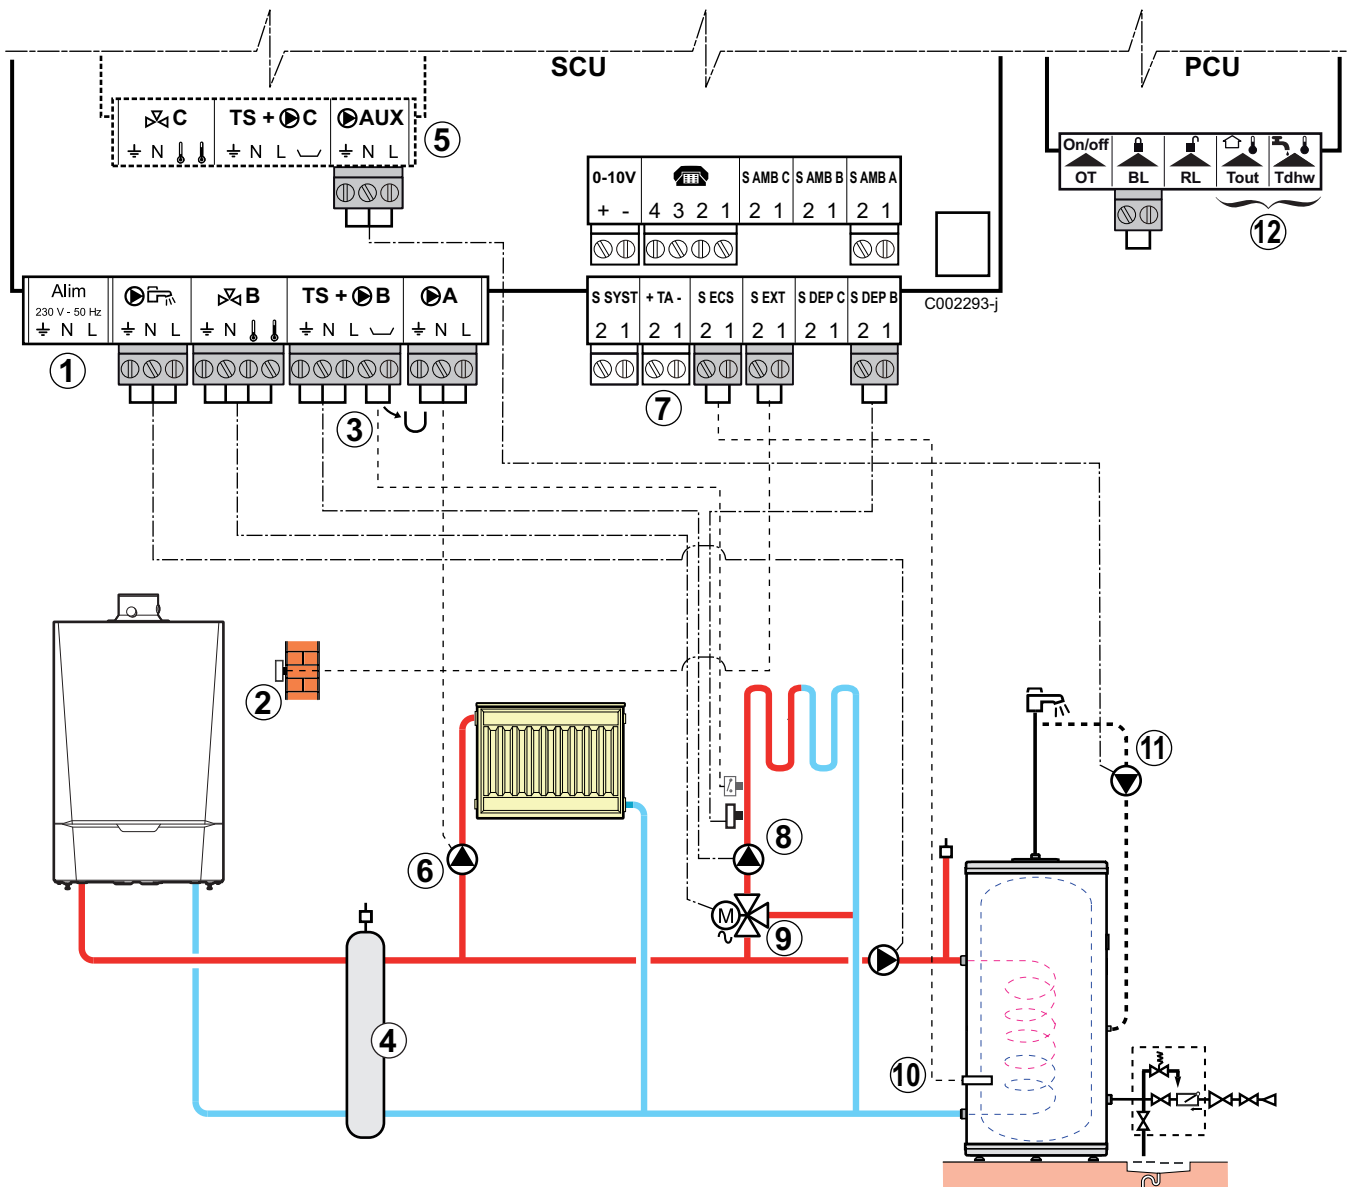 SCU
PCU
C
TS + C
AUX
N
N L
N L
5
0-10V
S AMB C
S AMB B
S AMB A
+ -
4 3 2 1
2 1
2 1
2 1
On/off
OT
BL
RL
Tout
Tdhw
12
C002293-j
Alim
230 V - 50 Hz
N L
N L
B
N
TS + B
N L
A
N L
S SYST
+ TA -
S ECS
S EXT
S DEP C
S DEP B
2 1
2 1
2 1
2 1
2 1
2 1
1
3
7
2
6
8
M
9
4
10
11